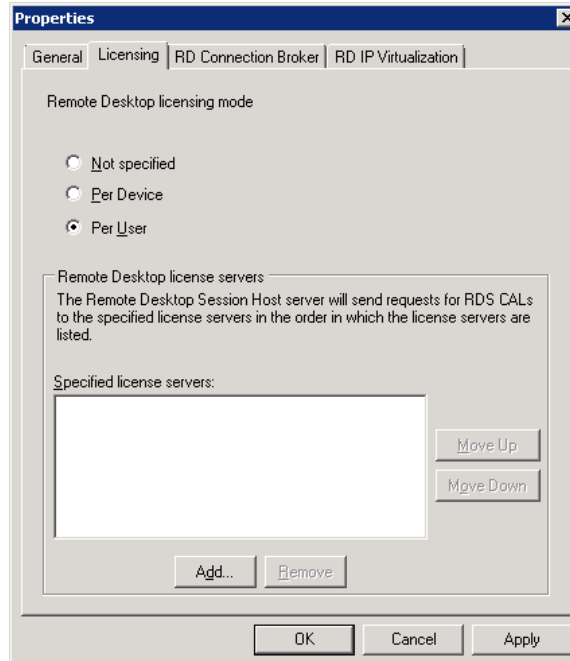 Properties
General Licensing RD Connection Broker RD IP Virtualization
Remote Desktop licensing mode
Not specified
Per Device
Per User
Remote Desktop license servers
The Remote Desktop Session Host server will send requests for RDS CALs
to the specified license servers in the order in which the license servers are
listed.
Specified license servers:
Move Up
Move Down
Add... Remove
OK Cancel Apply